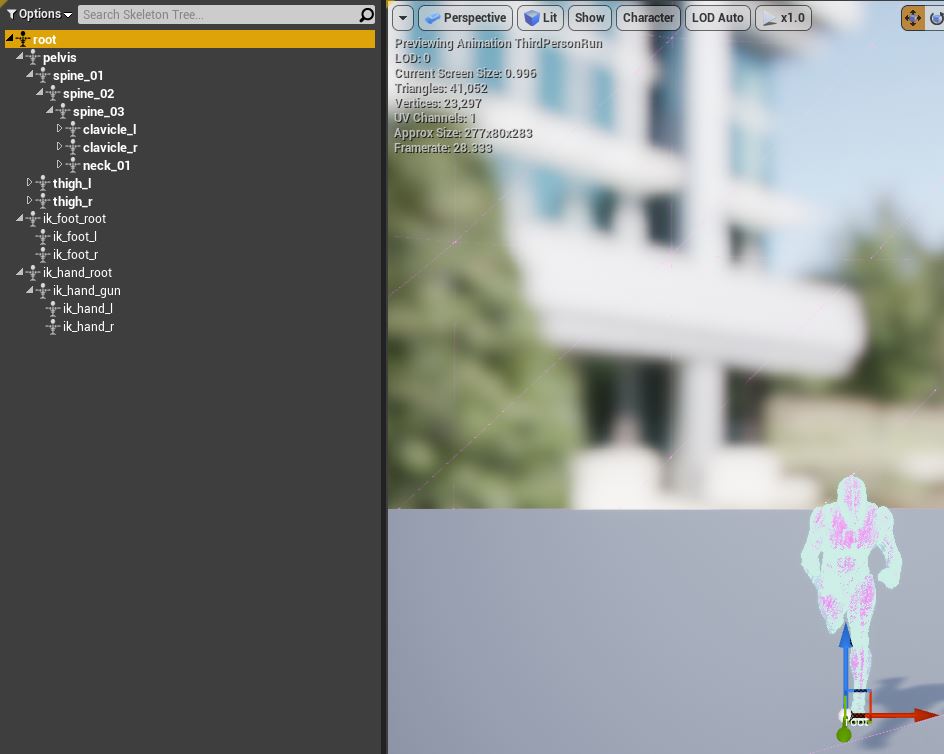 Options
Search Skeleton Tree...
root
pelvis
spine_01
spine_02
spine_03
clavicle_l
clavicle_r
neck_01
thigh_l
thigh_r
ik_foot_root
ik_foot_l
ik_foot_r
ik_hand_root
ik_hand_gun
ik_hand_l
ik_hand_r
Perspective
Lit
Show
Character
LOD Auto
x1.0
Previewing Animation ThirdPersonRun
LOD: 0
Current Screen Size: 0.996
Triangles: 41,052
Vertices: 23,297
UV Channels: 1
Approx Size: 277x80x283
Framerate: 28.333
root